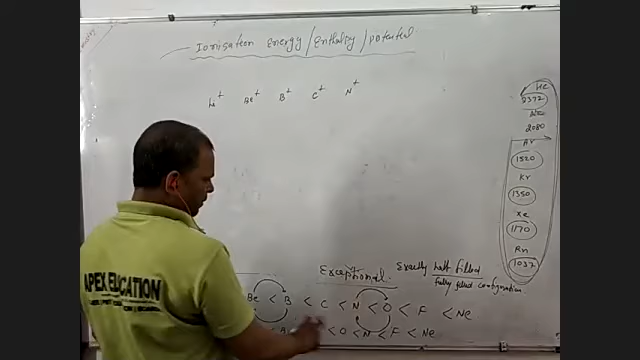 Ionisation Energy / Enthalpy / Potential
Li⁺ Be⁺ B⁺ C⁺ N⁺
He
2372
Ne
2080
Ar
1520
Kr
1350
Xe
1170
Rn
1037
Exceptional
Exactly half filled
fully filled configuration.
Be < B < C < N < O < F < Ne
< O < N < F < Ne
APEX EDUCATION